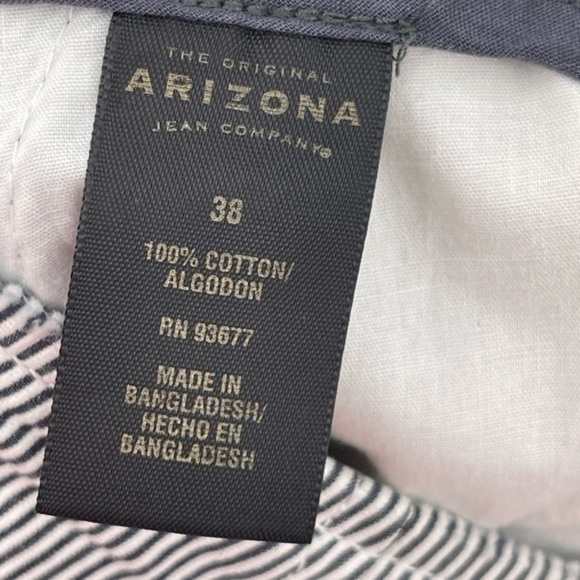 THE ORIGINAL
ARIZONA
JEAN COMPANY®
38
100% COTTON/
ALGODON
RN 93677
MADE IN
BANGLADESH/
HECHO EN
BANGLADESH